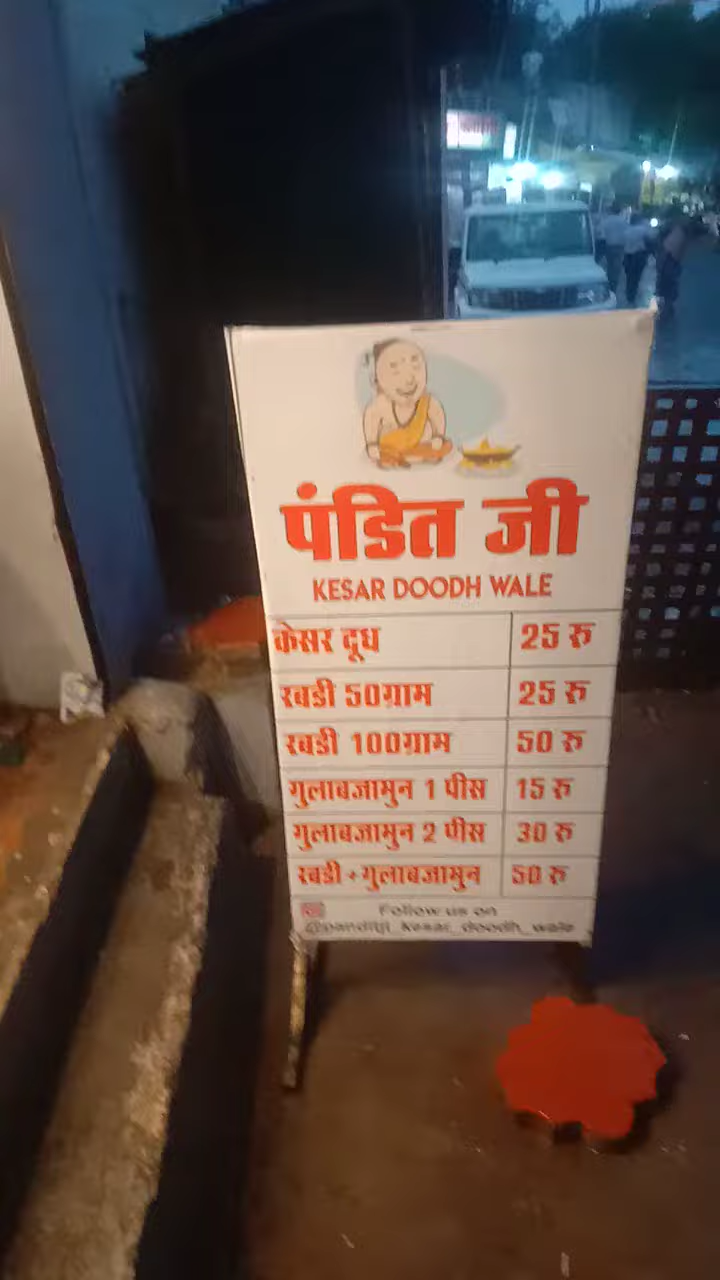 पंडित जी
KESAR DOODH WALE
केसर दूध 25 रु
रबडी 50ग्राम 25 रु
रबडी 100ग्राम 50 रु
गुलाबजामुन 1 पीस 15 रु
गुलाबजामुन 2 पीस 30 रु
रबडी+गुलाबजामुन 50 रु
Follow us on
@panditji_kesar_doodh_wale